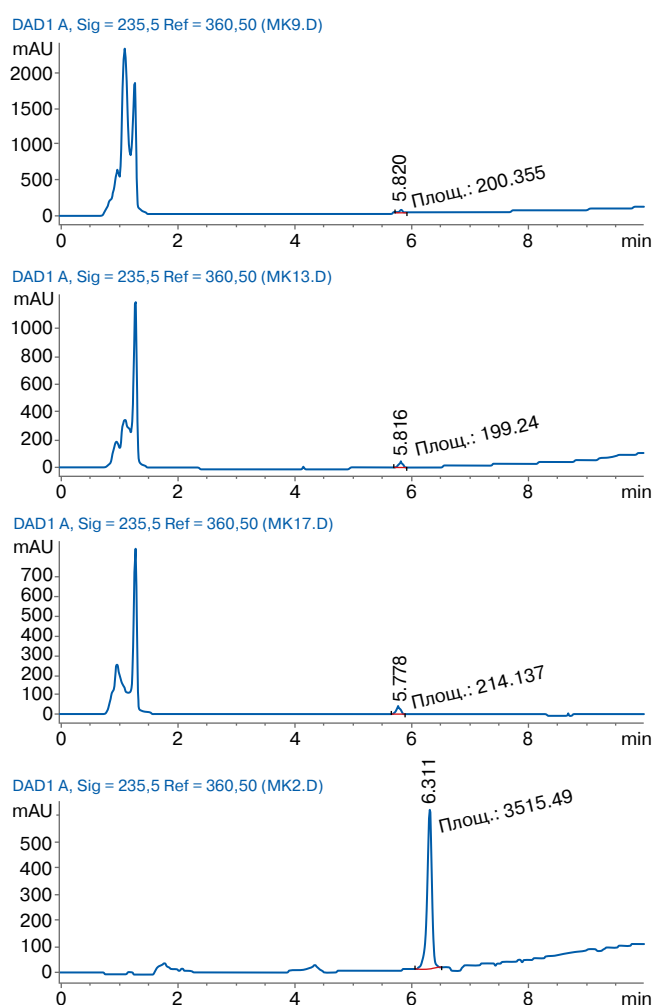 DAD1 A, Sig = 235,5 Ref = 360,50 (MK9.D)
mAU
2000
1500
1000
500
0
5.820
Площ.: 200.355
0 2 4 6 8 min
DAD1 A, Sig = 235,5 Ref = 360,50 (MK13.D)
mAU
1000
800
600
400
200
0
5.816
Площ.: 199.24
0 2 4 6 8 min
DAD1 A, Sig = 235,5 Ref = 360,50 (MK17.D)
mAU
700
600
500
400
300
200
100
0
5.778
Площ.: 214.137
0 2 4 6 8 min
DAD1 A, Sig = 235,5 Ref = 360,50 (MK2.D)
mAU
500
400
300
200
100
0
6.311
Площ.: 3515.49
0 2 4 6 8 min